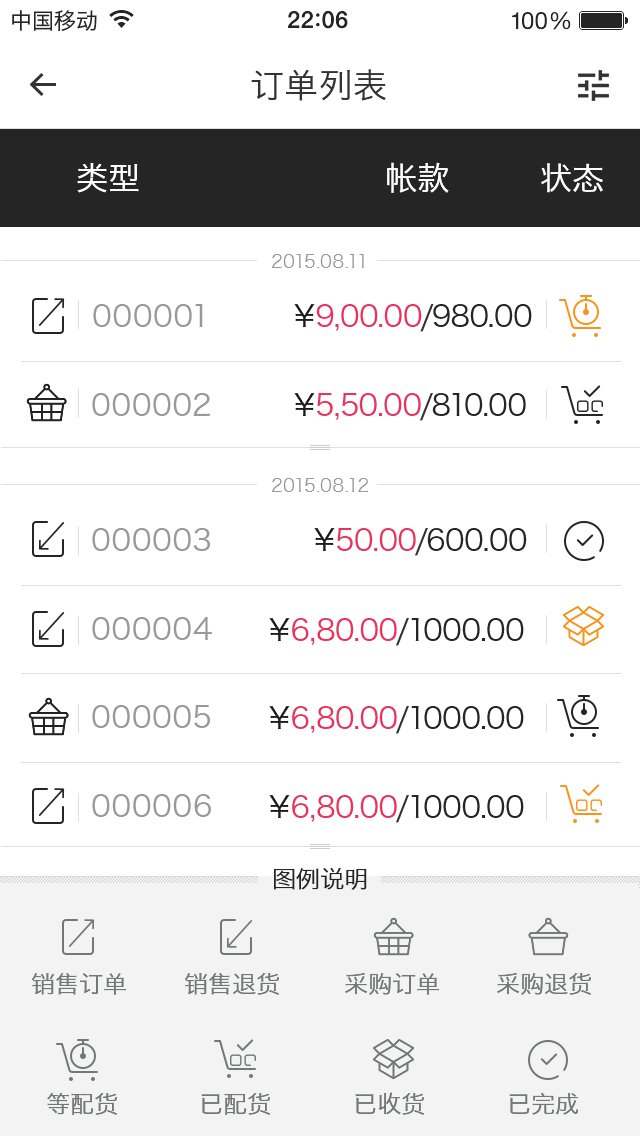 中国移动 22:06 100%
订单列表
类型 帐款 状态
2015.08.11
000001 ¥9,00.00/980.00
000002 ¥5,50.00/810.00
2015.08.12
000003 ¥50.00/600.00
000004 ¥6,80.00/1000.00
000005 ¥6,80.00/1000.00
000006 ¥6,80.00/1000.00
图例说明
销售订单 销售退货 采购订单 采购退货
等配货 已配货 已收货 已完成